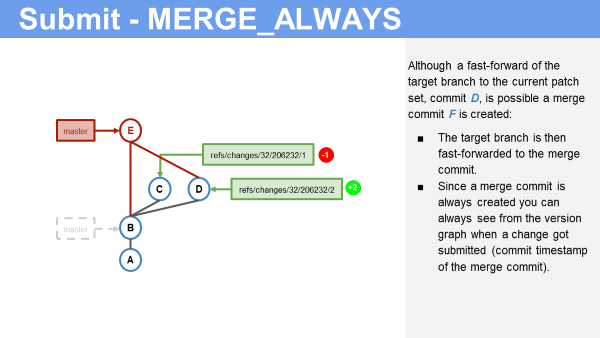 Submit - MERGE_ALWAYS
Although a fast-forward of the
target branch to the current patch
set, commit D, is possible a merge
commit F is created:
■ The target branch is then
fast-forwarded to the merge
commit.
■ Since a merge commit is
always created you can
always see from the version
graph when a change got
submitted (commit timestamp
of the merge commit).
master
E
refs/changes/32/206232/1
-1
C
D
refs/changes/32/206232/2
+2
master
B
A